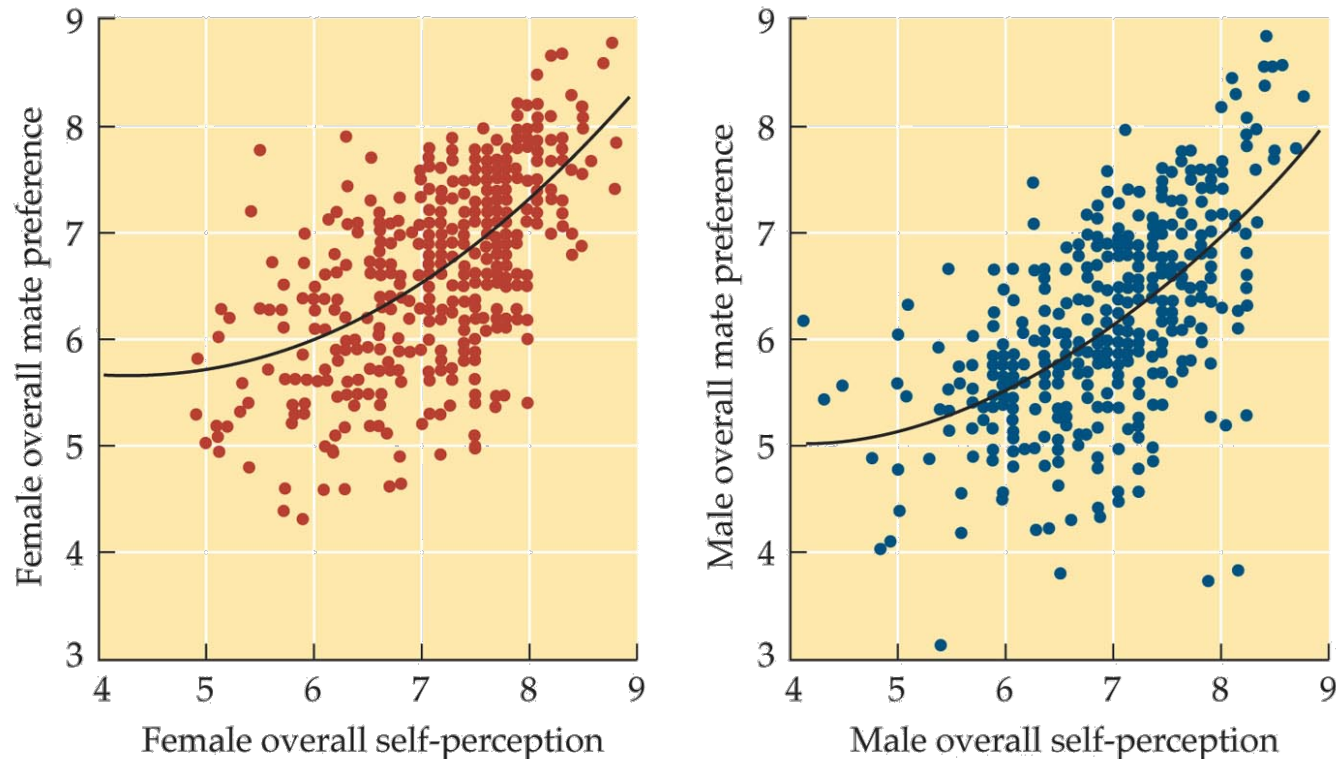 Female overall mate preference
9
8
7
6
5
4
3
4 5 6 7 8 9
Female overall self-perception
Male overall mate preference
9
8
7
6
5
4
3
4 5 6 7 8 9
Male overall self-perception